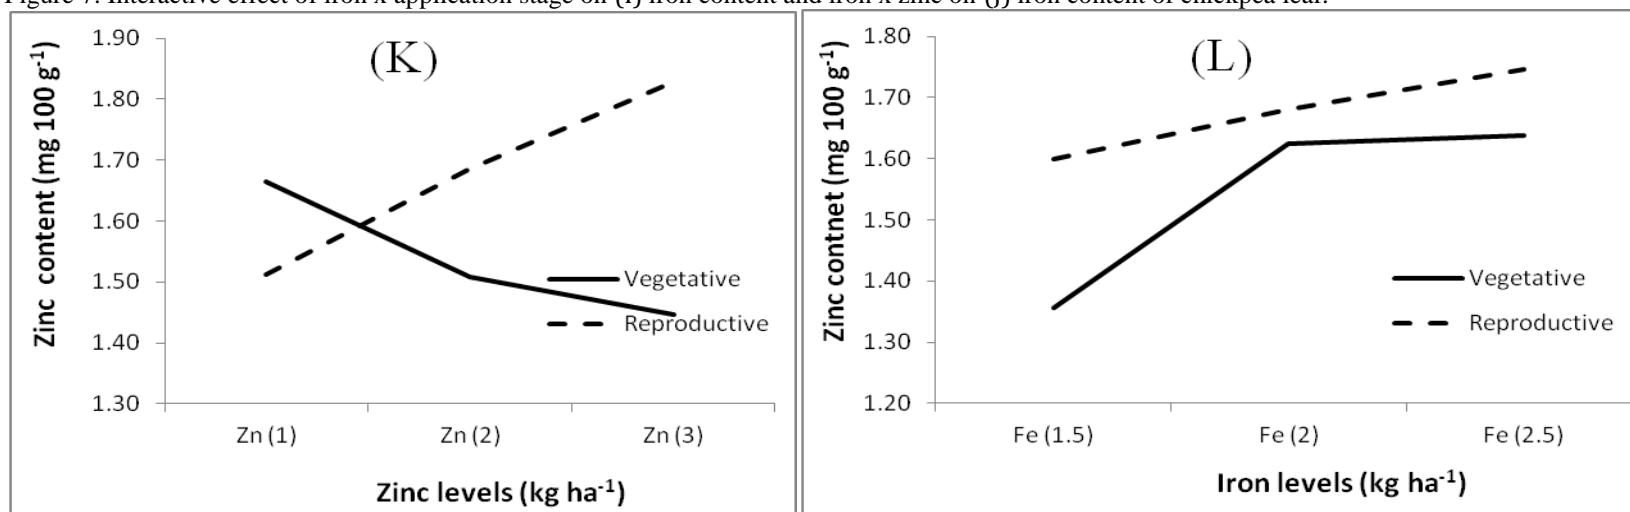 Figure 7. Interactive effect of iron x application stage on (I) iron content and iron x zinc on (J) iron content of chickpea leaf.
(K)
Zinc content (mg 100 g-1)
1.90
1.80
1.70
1.60
1.50
1.40
1.30
Vegetative
Reproductive
Zn (1) Zn (2) Zn (3)
Zinc levels (kg ha-1)
(L)
Zinc contnet (mg 100 g-1)
1.80
1.70
1.60
1.50
1.40
1.30
1.20
Vegetative
Reproductive
Fe (1.5) Fe (2) Fe (2.5)
Iron levels (kg ha-1)